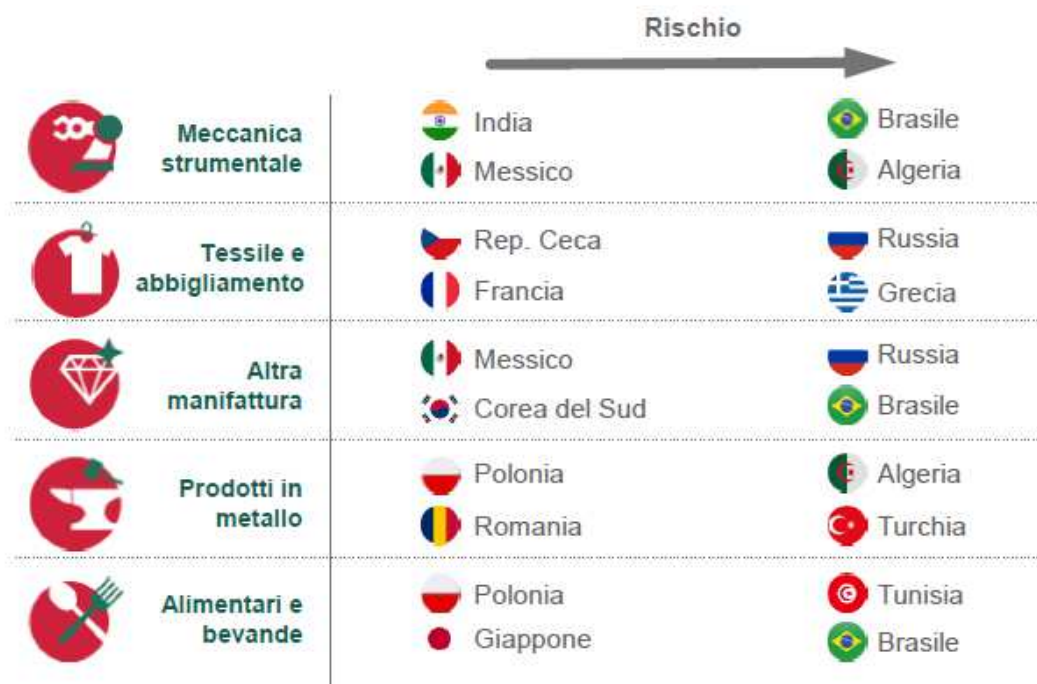 Rischio
Meccanica
strumentale
India
Brasile
Messico
Algeria
Tessile e
abbigliamento
Rep. Ceca
Russia
Francia
Grecia
Altra
manifattura
Messico
Russia
Corea del Sud
Brasile
Prodotti in
metallo
Polonia
Algeria
Romania
Turchia
Alimentari e
bevande
Polonia
Tunisia
Giappone
Brasile